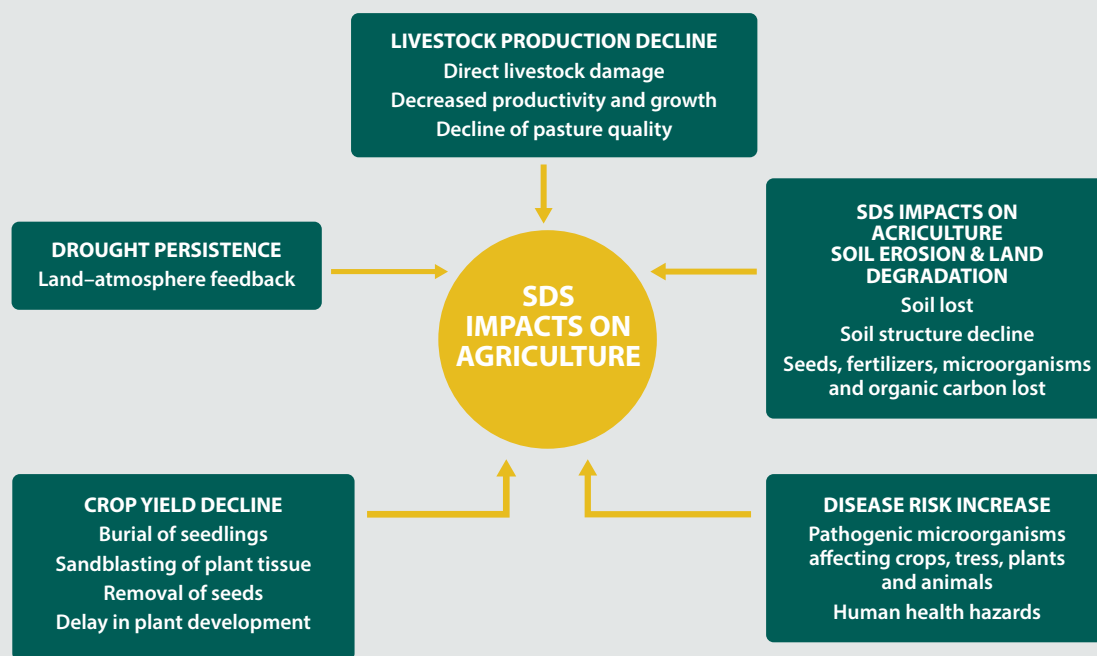 LIVESTOCK PRODUCTION DECLINE
Direct livestock damage
Decreased productivity and growth
Decline of pasture quality
DROUGHT PERSISTENCE
Land–atmosphere feedback
SDS
IMPACTS ON
AGRICULTURE
SDS IMPACTS ON
ACRICULTURE
SOIL EROSION & LAND
DEGRADATION
Soil lost
Soil structure decline
Seeds, fertilizers, microorganisms
and organic carbon lost
CROP YIELD DECLINE
Burial of seedlings
Sandblasting of plant tissue
Removal of seeds
Delay in plant development
DISEASE RISK INCREASE
Pathogenic microorganisms
affecting crops, tress, plants
and animals
Human health hazards